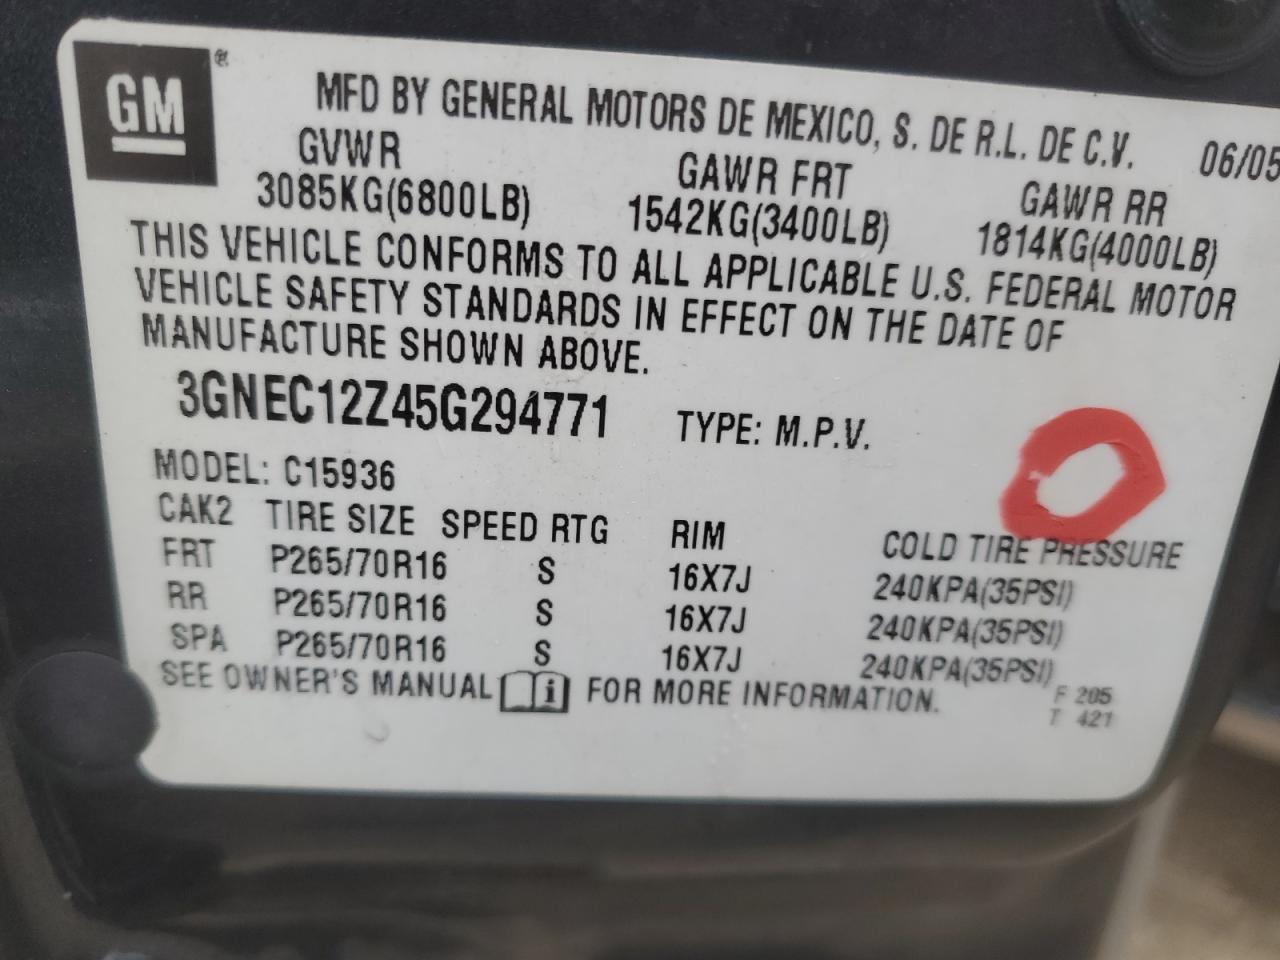 GM®
MFD BY GENERAL MOTORS DE MEXICO, S. DE R.L. DE C.V. 06/05
GVWR GAWR FRT GAWR RR
3085KG(6800LB) 1542KG(3400LB) 1814KG(4000LB)
THIS VEHICLE CONFORMS TO ALL APPLICABLE U.S. FEDERAL MOTOR
VEHICLE SAFETY STANDARDS IN EFFECT ON THE DATE OF
MANUFACTURE SHOWN ABOVE.
3GNEC12Z45G294771 TYPE: M.P.V.
MODEL: C15936
CAK2 TIRE SIZE SPEED RTG RIM COLD TIRE PRESSURE
FRT P265/70R16 S 16X7J 240KPA(35PSI)
RR P265/70R16 S 16X7J 240KPA(35PSI)
SPA P265/70R16 S 16X7J 240KPA(35PSI)
SEE OWNER'S MANUAL i FOR MORE INFORMATION.
F 205
T 421